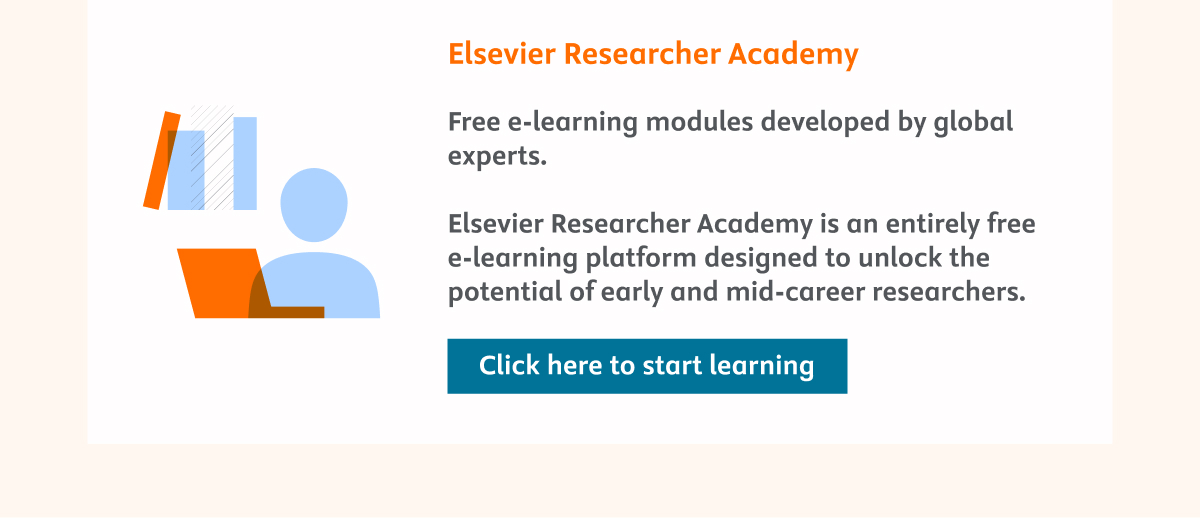 Elsevier Researcher Academy
Free e-learning modules developed by global
experts.
Elsevier Researcher Academy is an entirely free
e-learning platform designed to unlock the
potential of early and mid-career researchers.
Click here to start learning